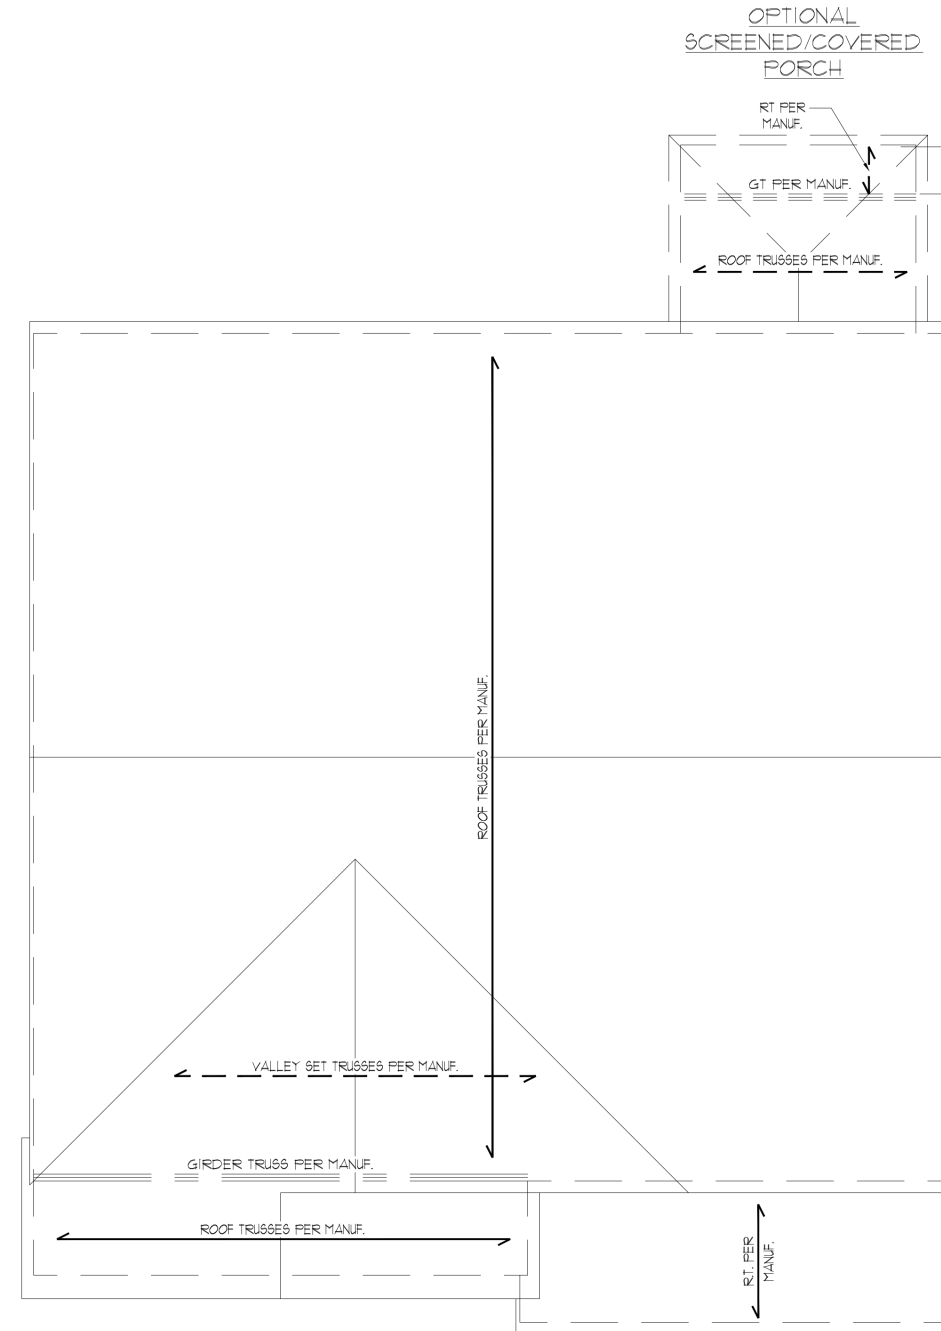 OPTIONAL
SCREENED/COVERED
PORCH
RT PER
MANUF.
GT PER MANUF.
ROOF TRUSSES PER MANUF.
ROOF TRUSSES PER MANUF.
VALLEY SET TRUSSES PER MANUF.
GIRDER TRUSS PER MANUF.
ROOF TRUSSES PER MANUF.
R.T. PER
MANUF.